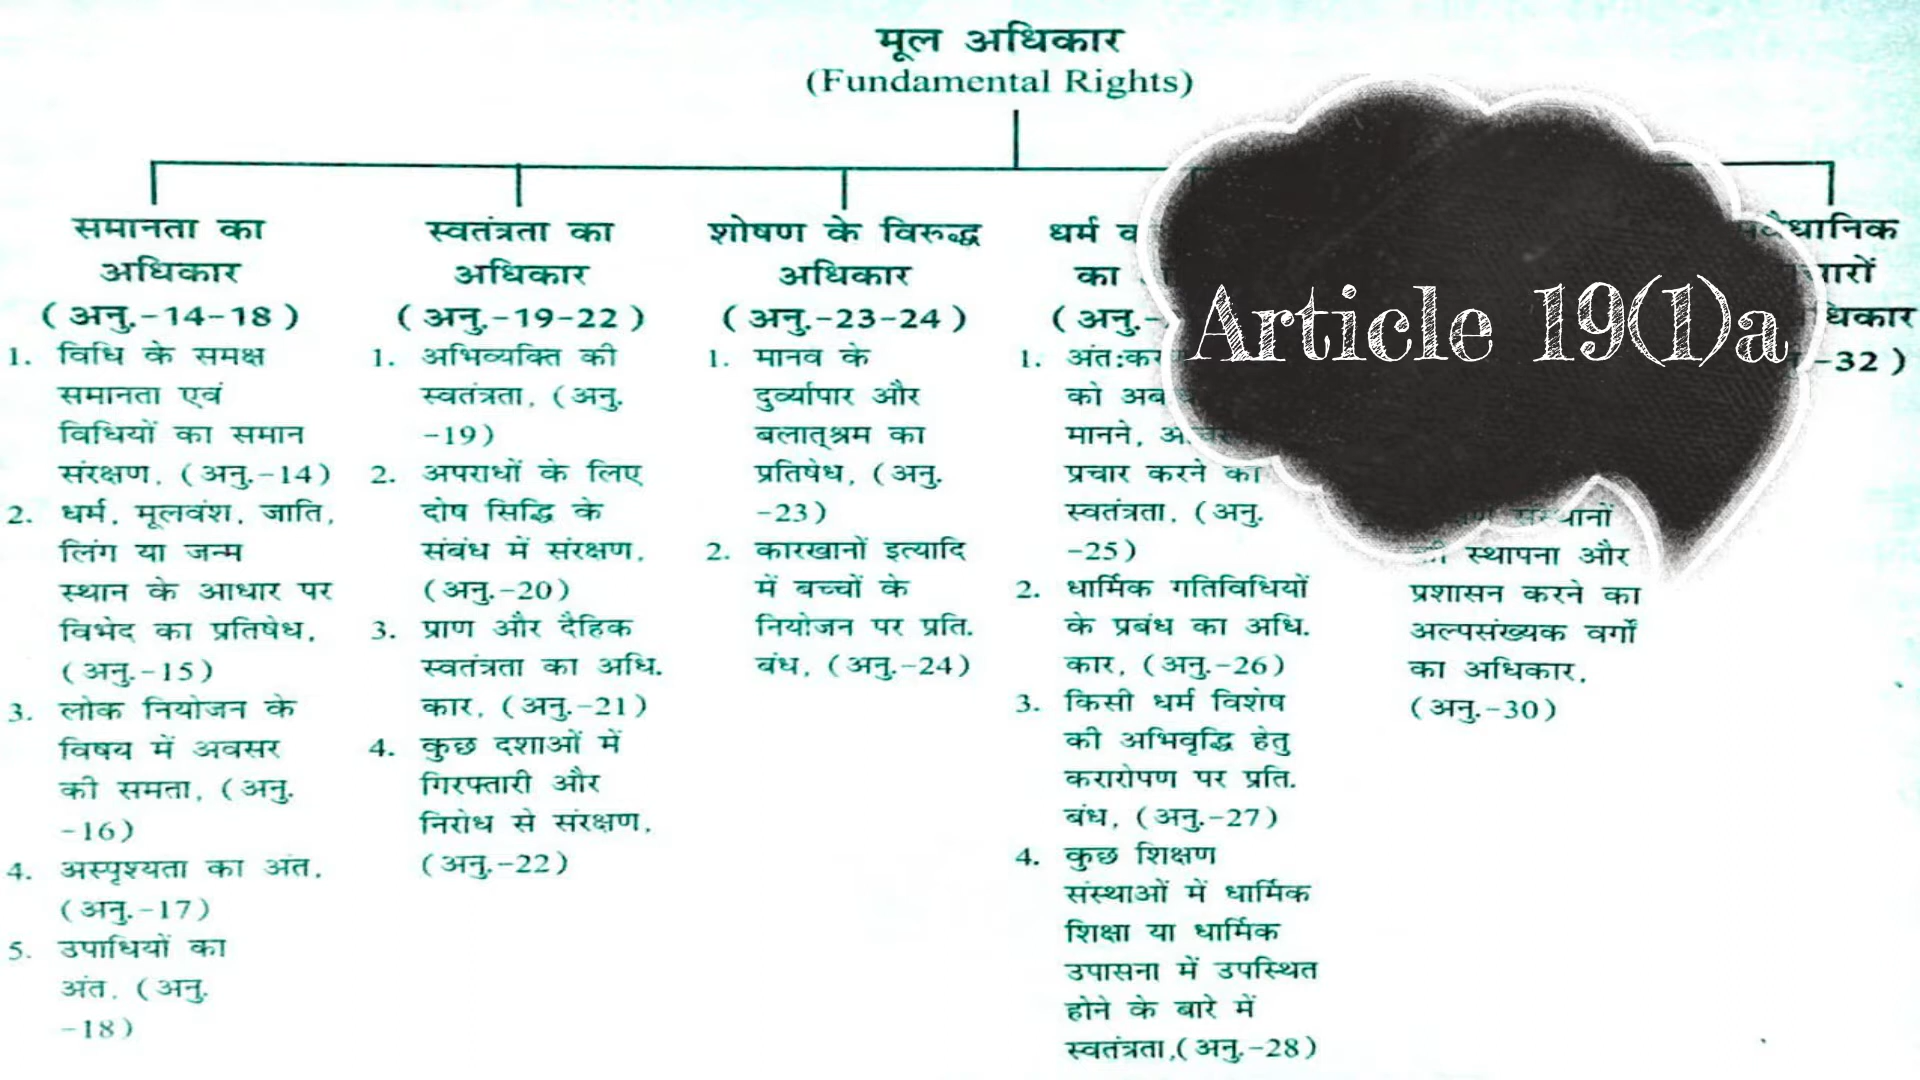 मूल अधिकार
(Fundamental Rights)
समानता का
अधिकार
(अनु.-14-18)
1. विधि के समक्ष
समानता एवं
विधियों का समान
संरक्षण, (अनु.-14)
2. धर्म, मूलवंश, जाति,
लिंग या जन्म
स्थान के आधार पर
विभेद का प्रतिषेध,
(अनु.-15)
3. लोक नियोजन के
विषय में अवसर
की समता, (अनु.
-16)
4. अस्पृश्यता का अंत,
(अनु.-17)
5. उपाधियों का
अंत, (अनु.
-18)
स्वतंत्रता का
अधिकार
(अनु.-19-22)
1. अभिव्यक्ति की
स्वतंत्रता, (अनु.
-19)
2. अपराधों के लिए
दोष सिद्धि के
संबंध में संरक्षण,
(अनु.-20)
3. प्राण और दैहिक
स्वतंत्रता का अधि.
कार, (अनु.-21)
4. कुछ दशाओं में
गिरफ्तारी और
निरोध से संरक्षण,
(अनु.-22)
शोषण के विरुद्ध
अधिकार
(अनु.-23-24)
1. मानव के
दुर्व्यापार और
बलात्श्रम का
प्रतिषेध, (अनु.
-23)
2. कारखानों इत्यादि
में बच्चों के
नियोजन पर प्रति.
बंध, (अनु.-24)
धर्म
का
(अनु.-
1.
को
मानने,
प्रचार करने का
स्वतंत्रता, (अनु.
-25)
2. धार्मिक गतिविधियों
के प्रबंध का अधि.
कार, (अनु.-26)
3. किसी धर्म विशेष
की अभिवृद्धि हेतु
करारोपण पर प्रति.
बंध, (अनु.-27)
4. कुछ शिक्षण
संस्थाओं में धार्मिक
शिक्षा या धार्मिक
उपासना में उपस्थित
होने के बारे में
स्वतंत्रता,(अनु.-28)
स्थापना और
प्रशासन करने का
अल्पसंख्यक वर्गों
का अधिकार,
(अनु.-30)
-32)
Article 19(1)a